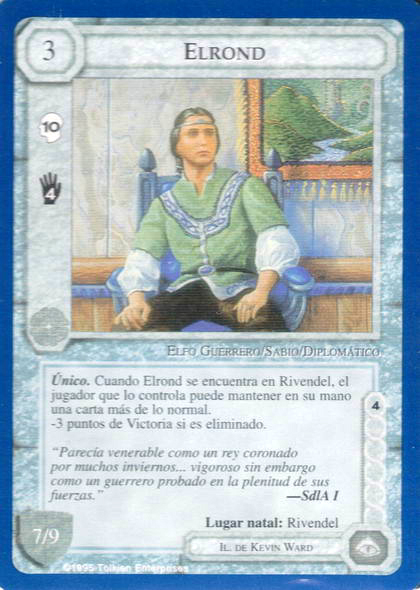 3
ELROND
10
4
ELFO GUERRERO/SABIO/DIPLOMÁTICO
Único. Cuando Elrond se encuentra en Rivendel, el
jugador que lo controla puede mantener en su mano
una carta más de lo normal.
-3 puntos de Victoria si es eliminado.
4
“Parecía venerable como un rey coronado
por muchos inviernos... vigoroso sin embargo
como un guerrero probado en la plenitud de sus
fuerzas.” —SdlA I
Lugar natal: Rivendel
7/9
IL. DE KEVIN WARD
©1995 Tolkien Enterprises